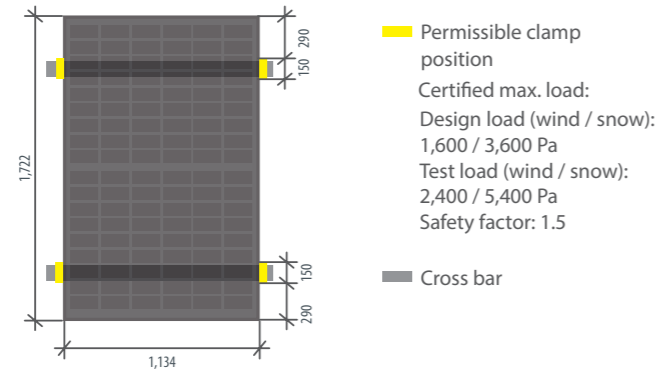 290
150
1,722
150
290
1,134
Permissible clamp
position
Certified max. load:
Design load (wind / snow):
1,600 / 3,600 Pa
Test load (wind / snow):
2,400 / 5,400 Pa
Safety factor: 1.5
Cross bar